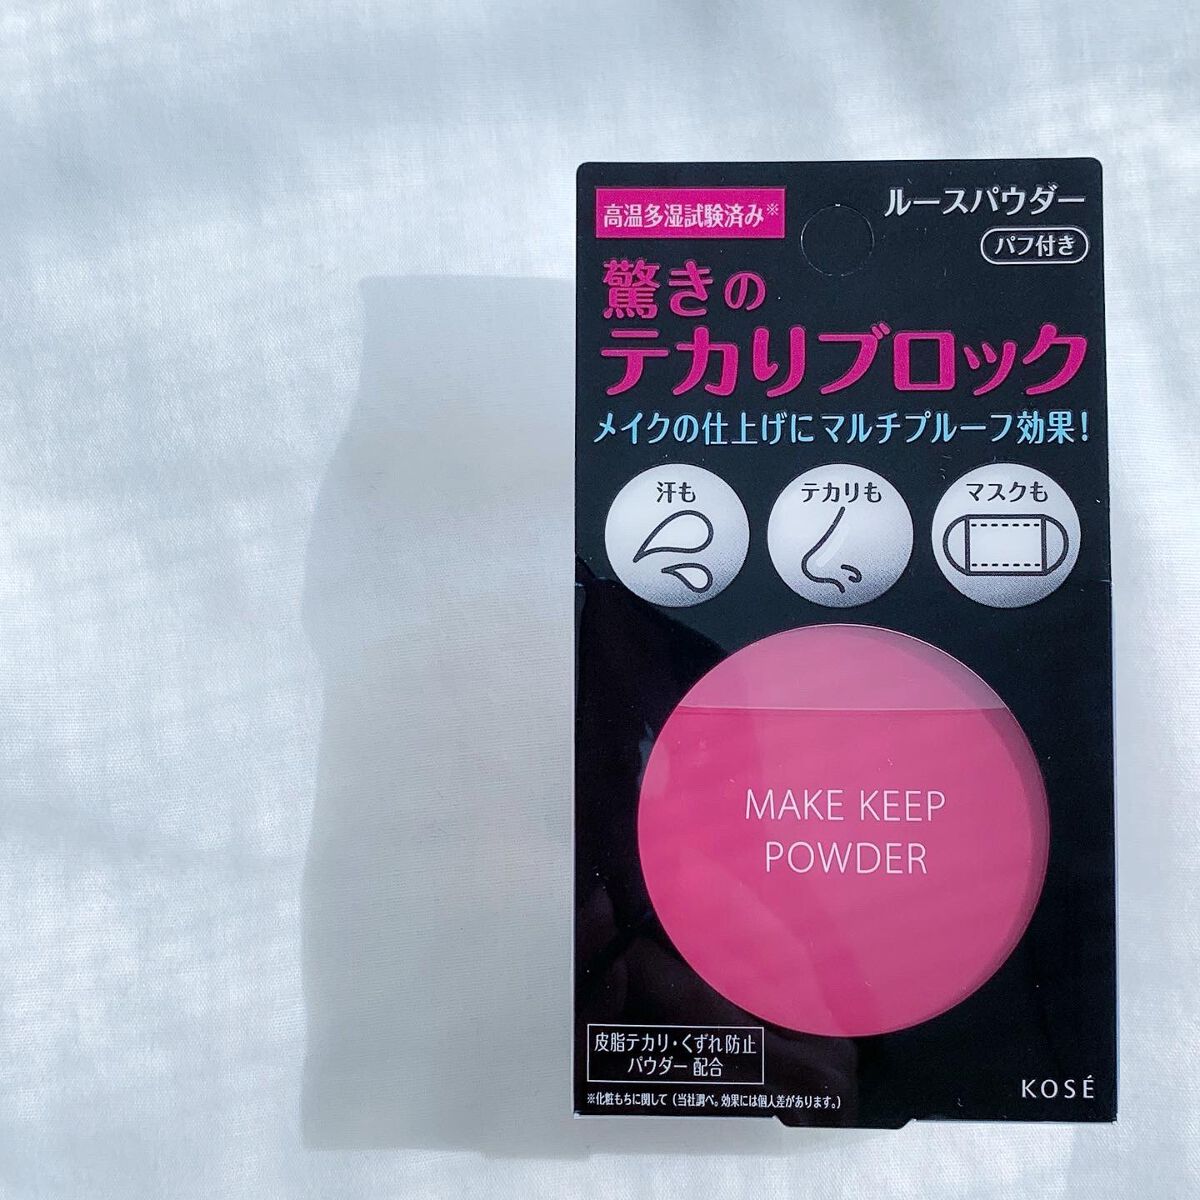 高温多湿試験済み※
ルースパウダー
パフ付き
驚きの
テカリブロック
メイクの仕上げにマルチプルーフ効果!
汗も
テカリも
マスクも
MAKE KEEP
POWDER
皮脂テカリ・くずれ防止
パウダー配合
※化粧もちに関して(当社調べ。効果には個人差があります。)
KOSÉ